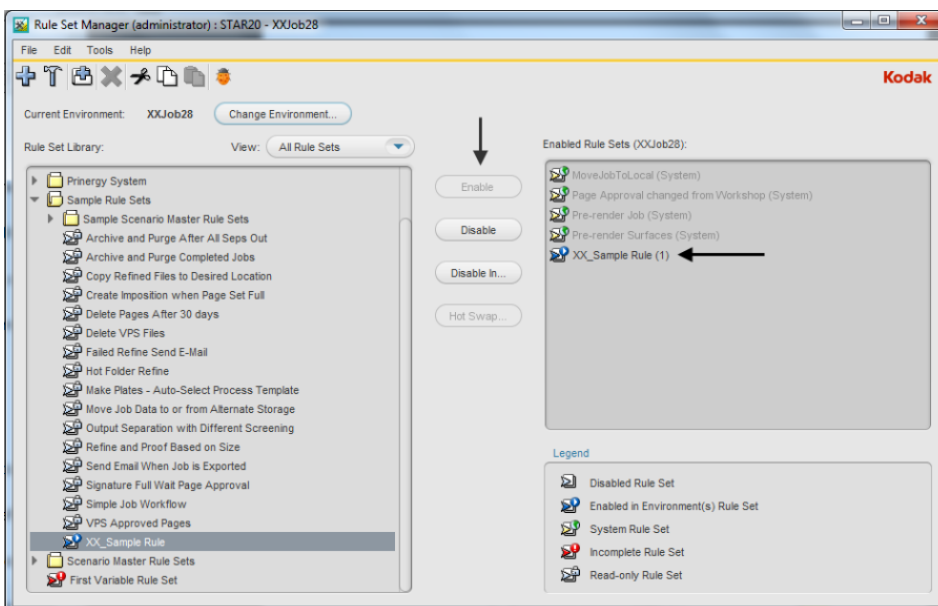 Rule Set Manager (administrator) : STAR20 - XXJob28
File Edit Tools Help
Kodak
Current Environment: XXJob28 Change Environment...
Rule Set Library: View: All Rule Sets
Prinergy System
Sample Rule Sets
Sample Scenario Master Rule Sets
Archive and Purge After All Seps Out
Archive and Purge Completed Jobs
Copy Refined Files to Desired Location
Create Imposition when Page Set Full
Delete Pages After 30 days
Delete VPS Files
Failed Refine Send E-Mail
Hot Folder Refine
Make Plates - Auto-Select Process Template
Move Job Data to or from Alternate Storage
Output Separation with Different Screening
Refine and Proof Based on Size
Send Email When Job is Exported
Signature Full Wait Page Approval
Simple Job Workflow
VPS Approved Pages
XX_Sample Rule
Scenario Master Rule Sets
First Variable Rule Set
Enable
Disable
Disable In...
Hot Swap...
Enabled Rule Sets (XXJob28):
MoveJobToLocal (System)
Page Approval changed from Workshop (System)
Pre-render Job (System)
Pre-render Surfaces (System)
XX_Sample Rule (1)
Legend
Disabled Rule Set
Enabled in Environment(s) Rule Set
System Rule Set
Incomplete Rule Set
Read-only Rule Set